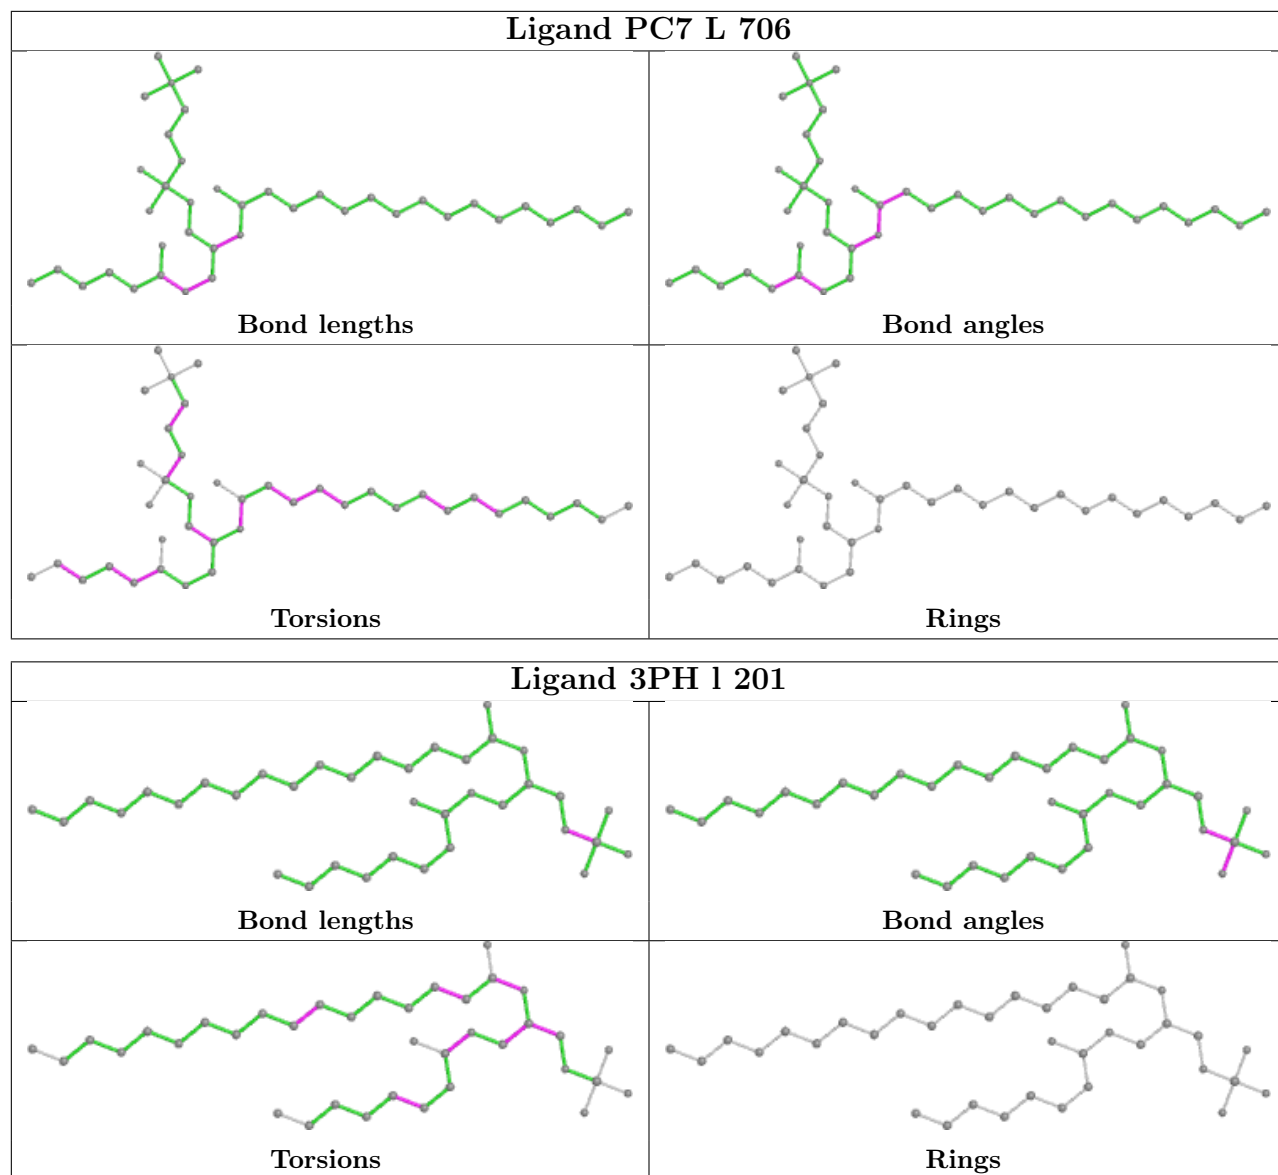 Ligand PC7 L 706
Bond lengths
Bond angles
Torsions
Rings
Ligand 3PH l 201
Bond lengths
Bond angles
Torsions
Rings